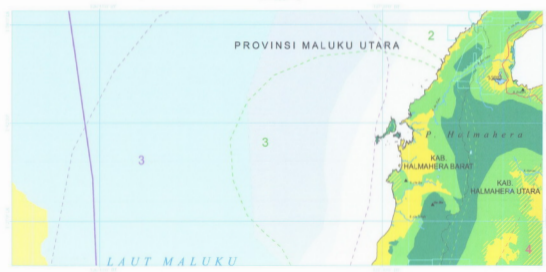 2
PROVINSI MALUKU UTARA
P. Halmahera
3
3
KAB.
HALMAHERA BARAT
KAB.
HALMAHERA UTARA
4
LAUT MALUKU